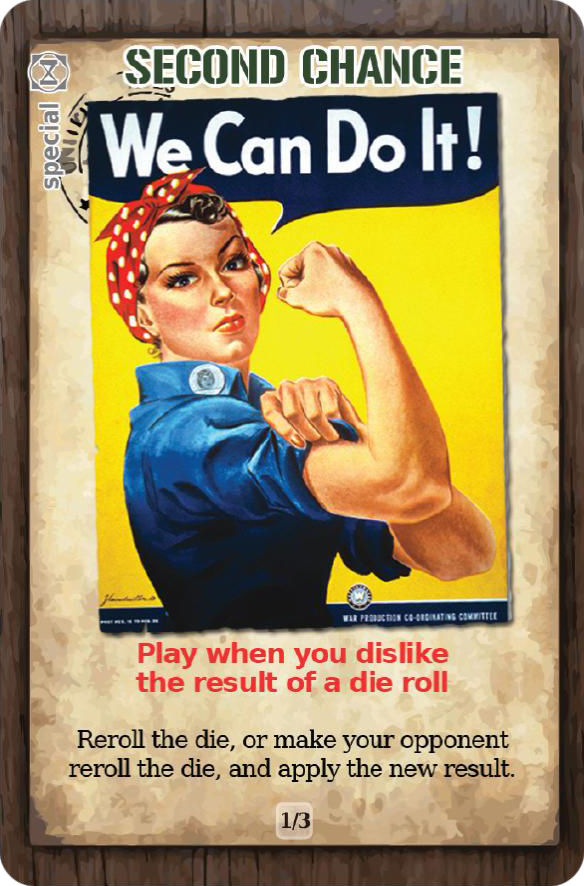 SECOND CHANCE
special
We Can Do It!
WAR PRODUCTION CO-ORDINATING COMMITTEE
Play when you dislike
the result of a die roll
Reroll the die, or make your opponent
reroll the die, and apply the new result.
1/3